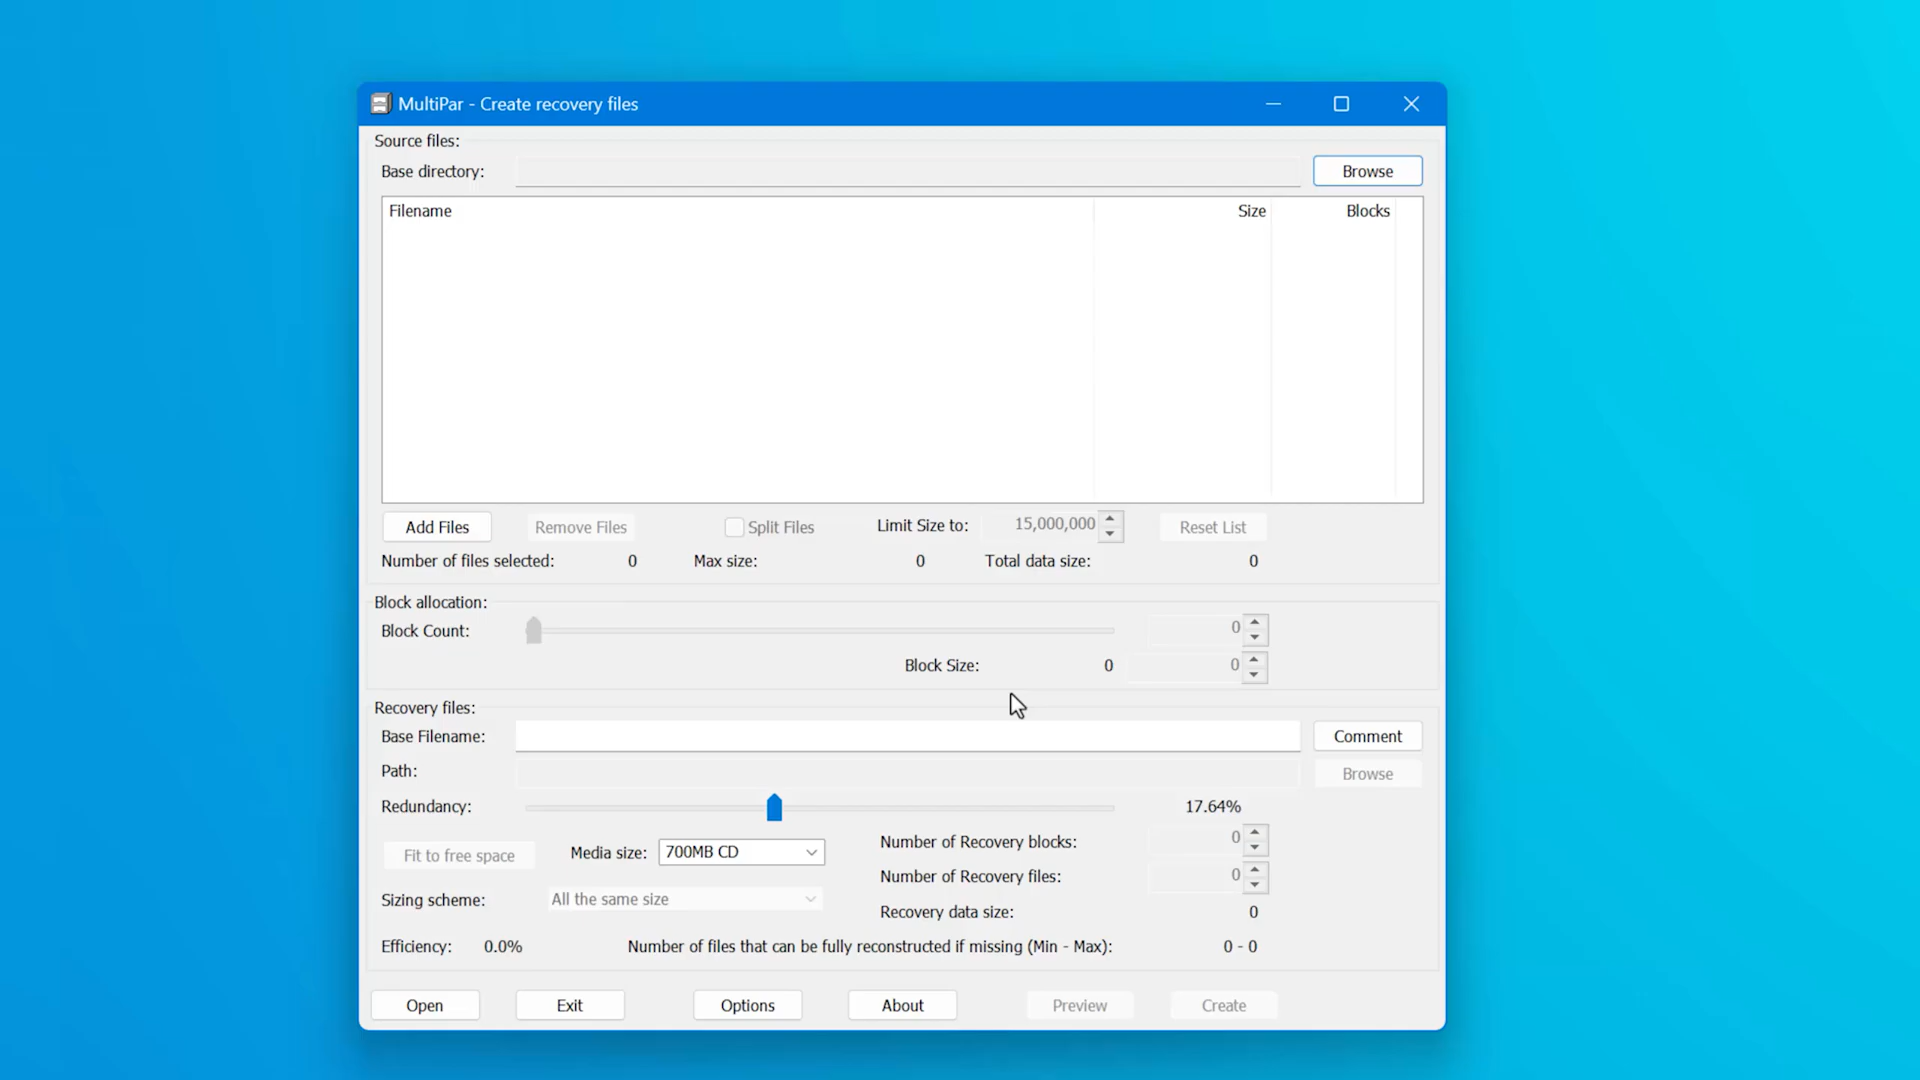 MultiPar - Create recovery files
Source files:
Base directory:
Browse
Filename Size Blocks
Add Files Remove Files Split Files Limit Size to: 15,000,000 Reset List
Number of files selected: 0 Max size: 0 Total data size: 0
Block allocation:
Block Count: 0
Block Size: 0 0
Recovery files:
Base Filename: Comment
Path: Browse
Redundancy: 17.64%
Fit to free space Media size: 700MB CD Number of Recovery blocks: 0
Number of Recovery files: 0
Sizing scheme: All the same size
Recovery data size: 0
Efficiency: 0.0% Number of files that can be fully reconstructed if missing (Min - Max): 0 - 0
Open Exit Options About Preview Create